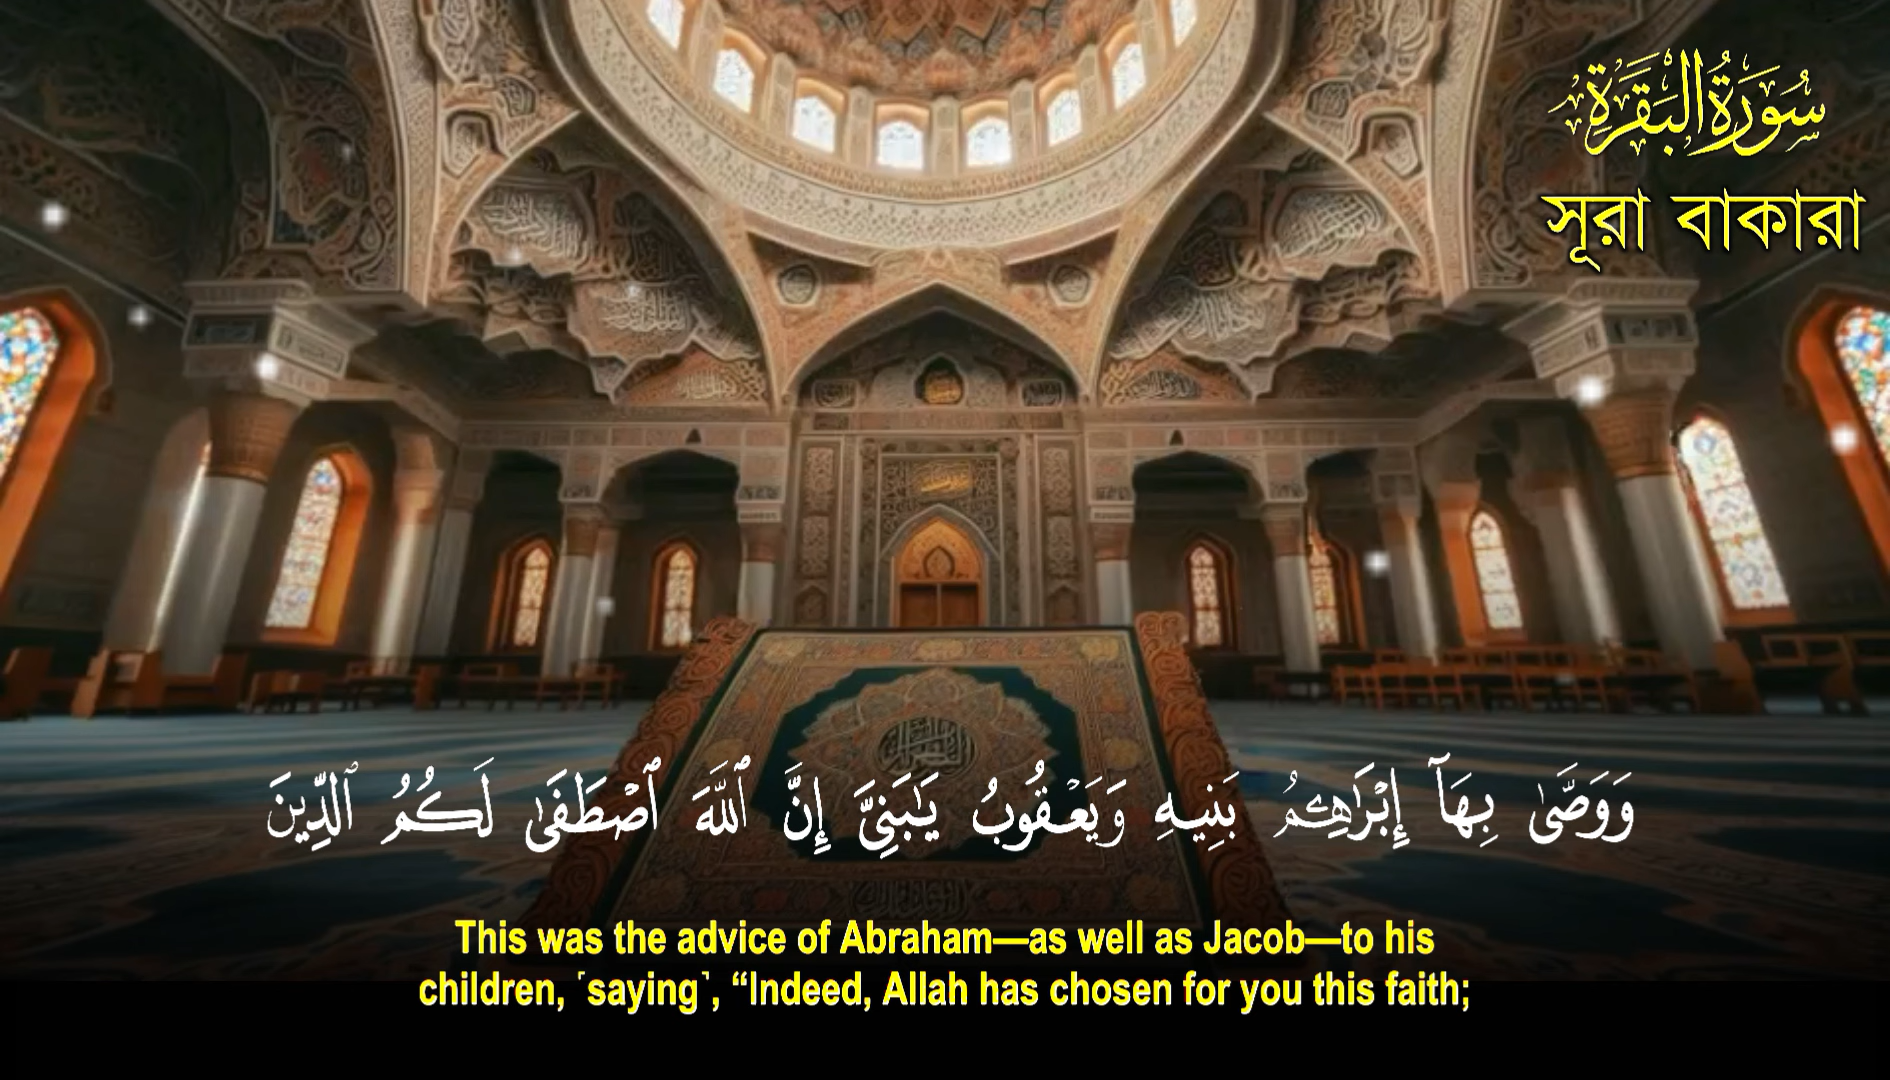 سُورَةُ البَقَرَةِ
সূরা বাকারা
وَوَصَّىٰ بِهَآ إِبْرَٰهِـۧمُ بَنِيهِ وَيَعْقُوبُ يَـٰبَنِىَّ إِنَّ ٱللَّهَ ٱصْطَفَىٰ لَكُمُ ٱلدِّينَ
This was the advice of Abraham—as well as Jacob—to his
children, ˹saying˺, “Indeed, Allah has chosen for you this faith;